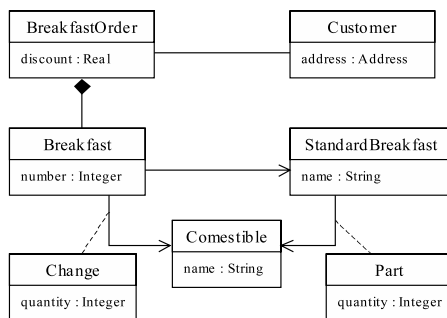 BreakfastOrder
discount : Real
Customer
address : Address
Breakfast
number : Integer
StandardBreakfast
name : String
Comestible
name : String
Change
quantity : Integer
Part
quantity : Integer